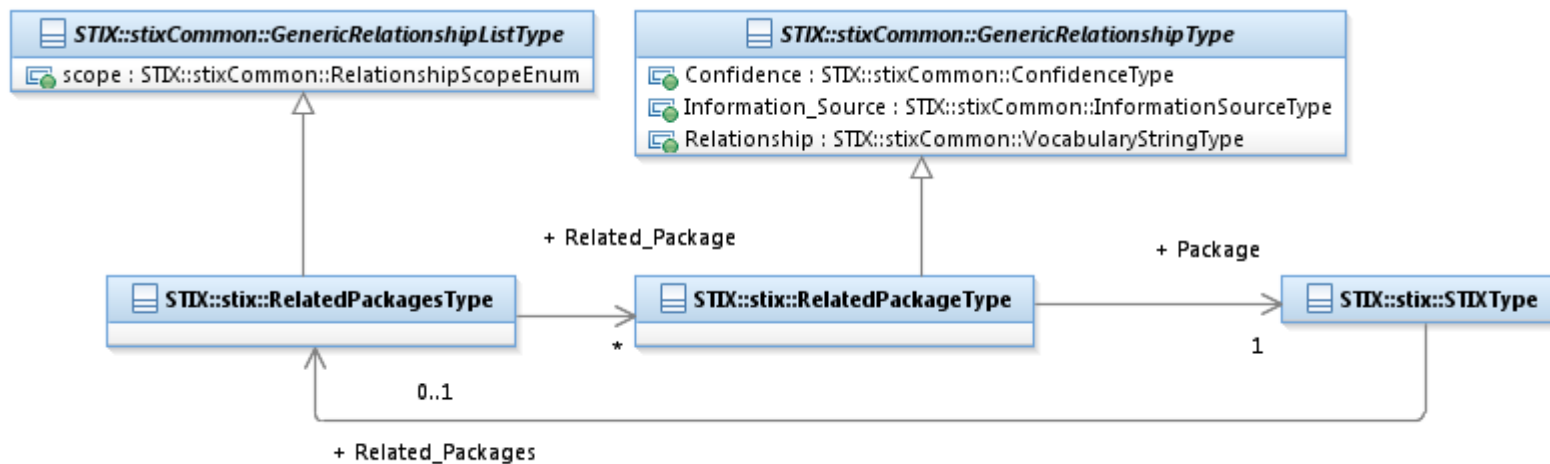 STIX::stixCommon::GenericRelationshipListType
scope : STIX::stixCommon::RelationshipScopeEnum
STIX::stixCommon::GenericRelationshipType
Confidence : STIX::stixCommon::ConfidenceType
Information_Source : STIX::stixCommon::InformationSourceType
Relationship : STIX::stixCommon::VocabularyStringType
+ Related_Package
+ Package
STIX::stix::RelatedPackagesType
STIX::stix::RelatedPackageType
STIX::stix::STIXType
*
1
0..1
+ Related_Packages